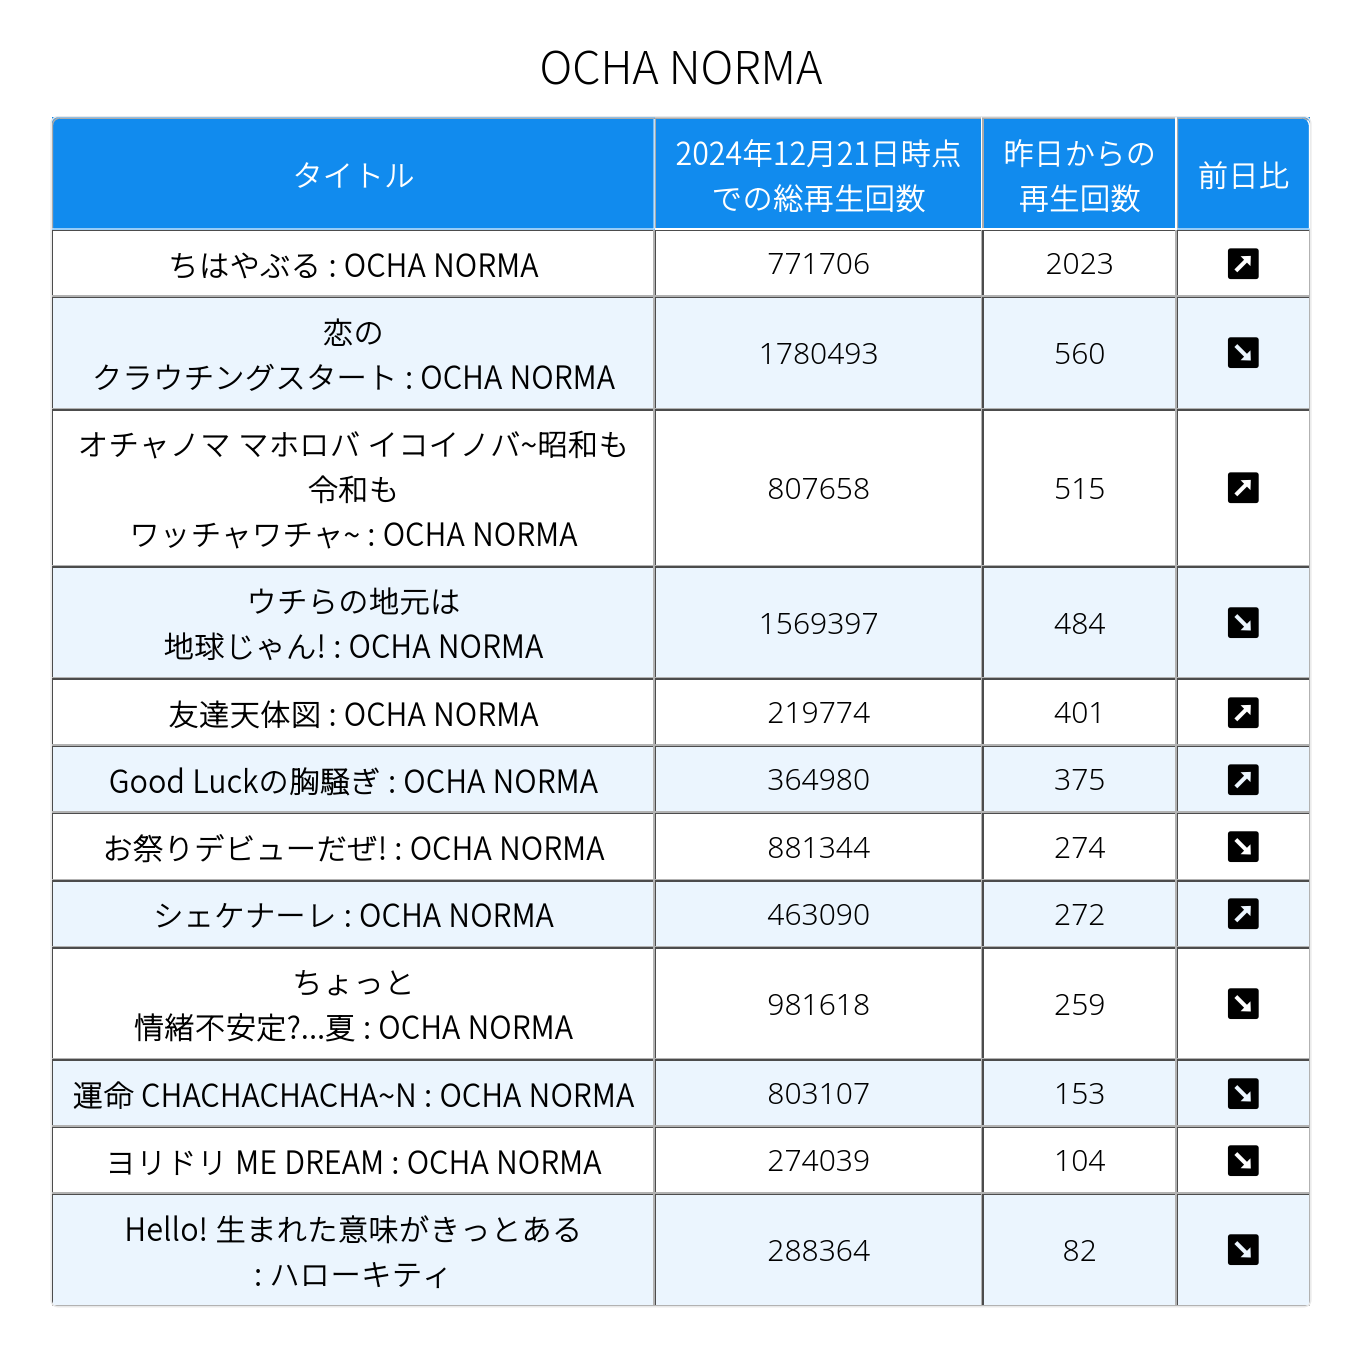 OCHA NORMA
タイトル
2024年12月21日時点
での総再生回数
昨日からの
再生回数
前日比
ちはやぶる : OCHA NORMA
771706
2023
恋の
クラウチングスタート : OCHA NORMA
1780493
560
オチャノマ マホロバ イコイノバ~昭和も
令和も
ワッチャワチャ~ : OCHA NORMA
807658
515
ウチらの地元は
地球じゃん! : OCHA NORMA
1569397
484
友達天体図 : OCHA NORMA
219774
401
Good Luckの胸騒ぎ : OCHA NORMA
364980
375
お祭りデビューだぜ! : OCHA NORMA
881344
274
シェケナーレ : OCHA NORMA
463090
272
ちょっと
情緒不安定?...夏 : OCHA NORMA
981618
259
運命 CHACHACHACHA~N : OCHA NORMA
803107
153
ヨリドリ ME DREAM : OCHA NORMA
274039
104
Hello! 生まれた意味がきっとある
: ハローキティ
288364
82